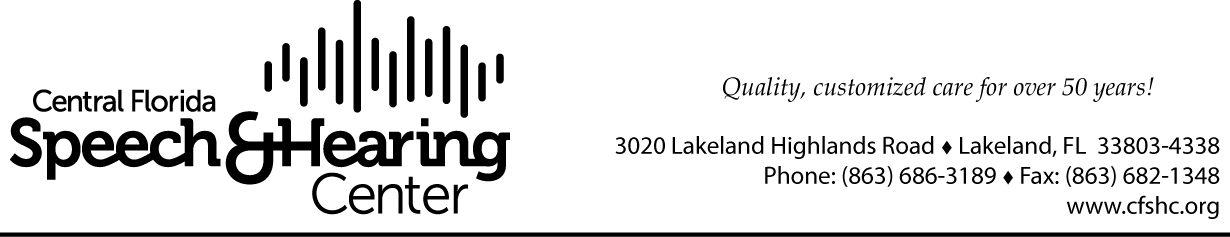 Central Florida
Speech & Hearing
Center
Quality, customized care for over 50 years!
3020 Lakeland Highlands Road ♦ Lakeland, FL  33803-4338
Phone: (863) 686-3189 ♦ Fax: (863) 682-1348
www.cfshc.org